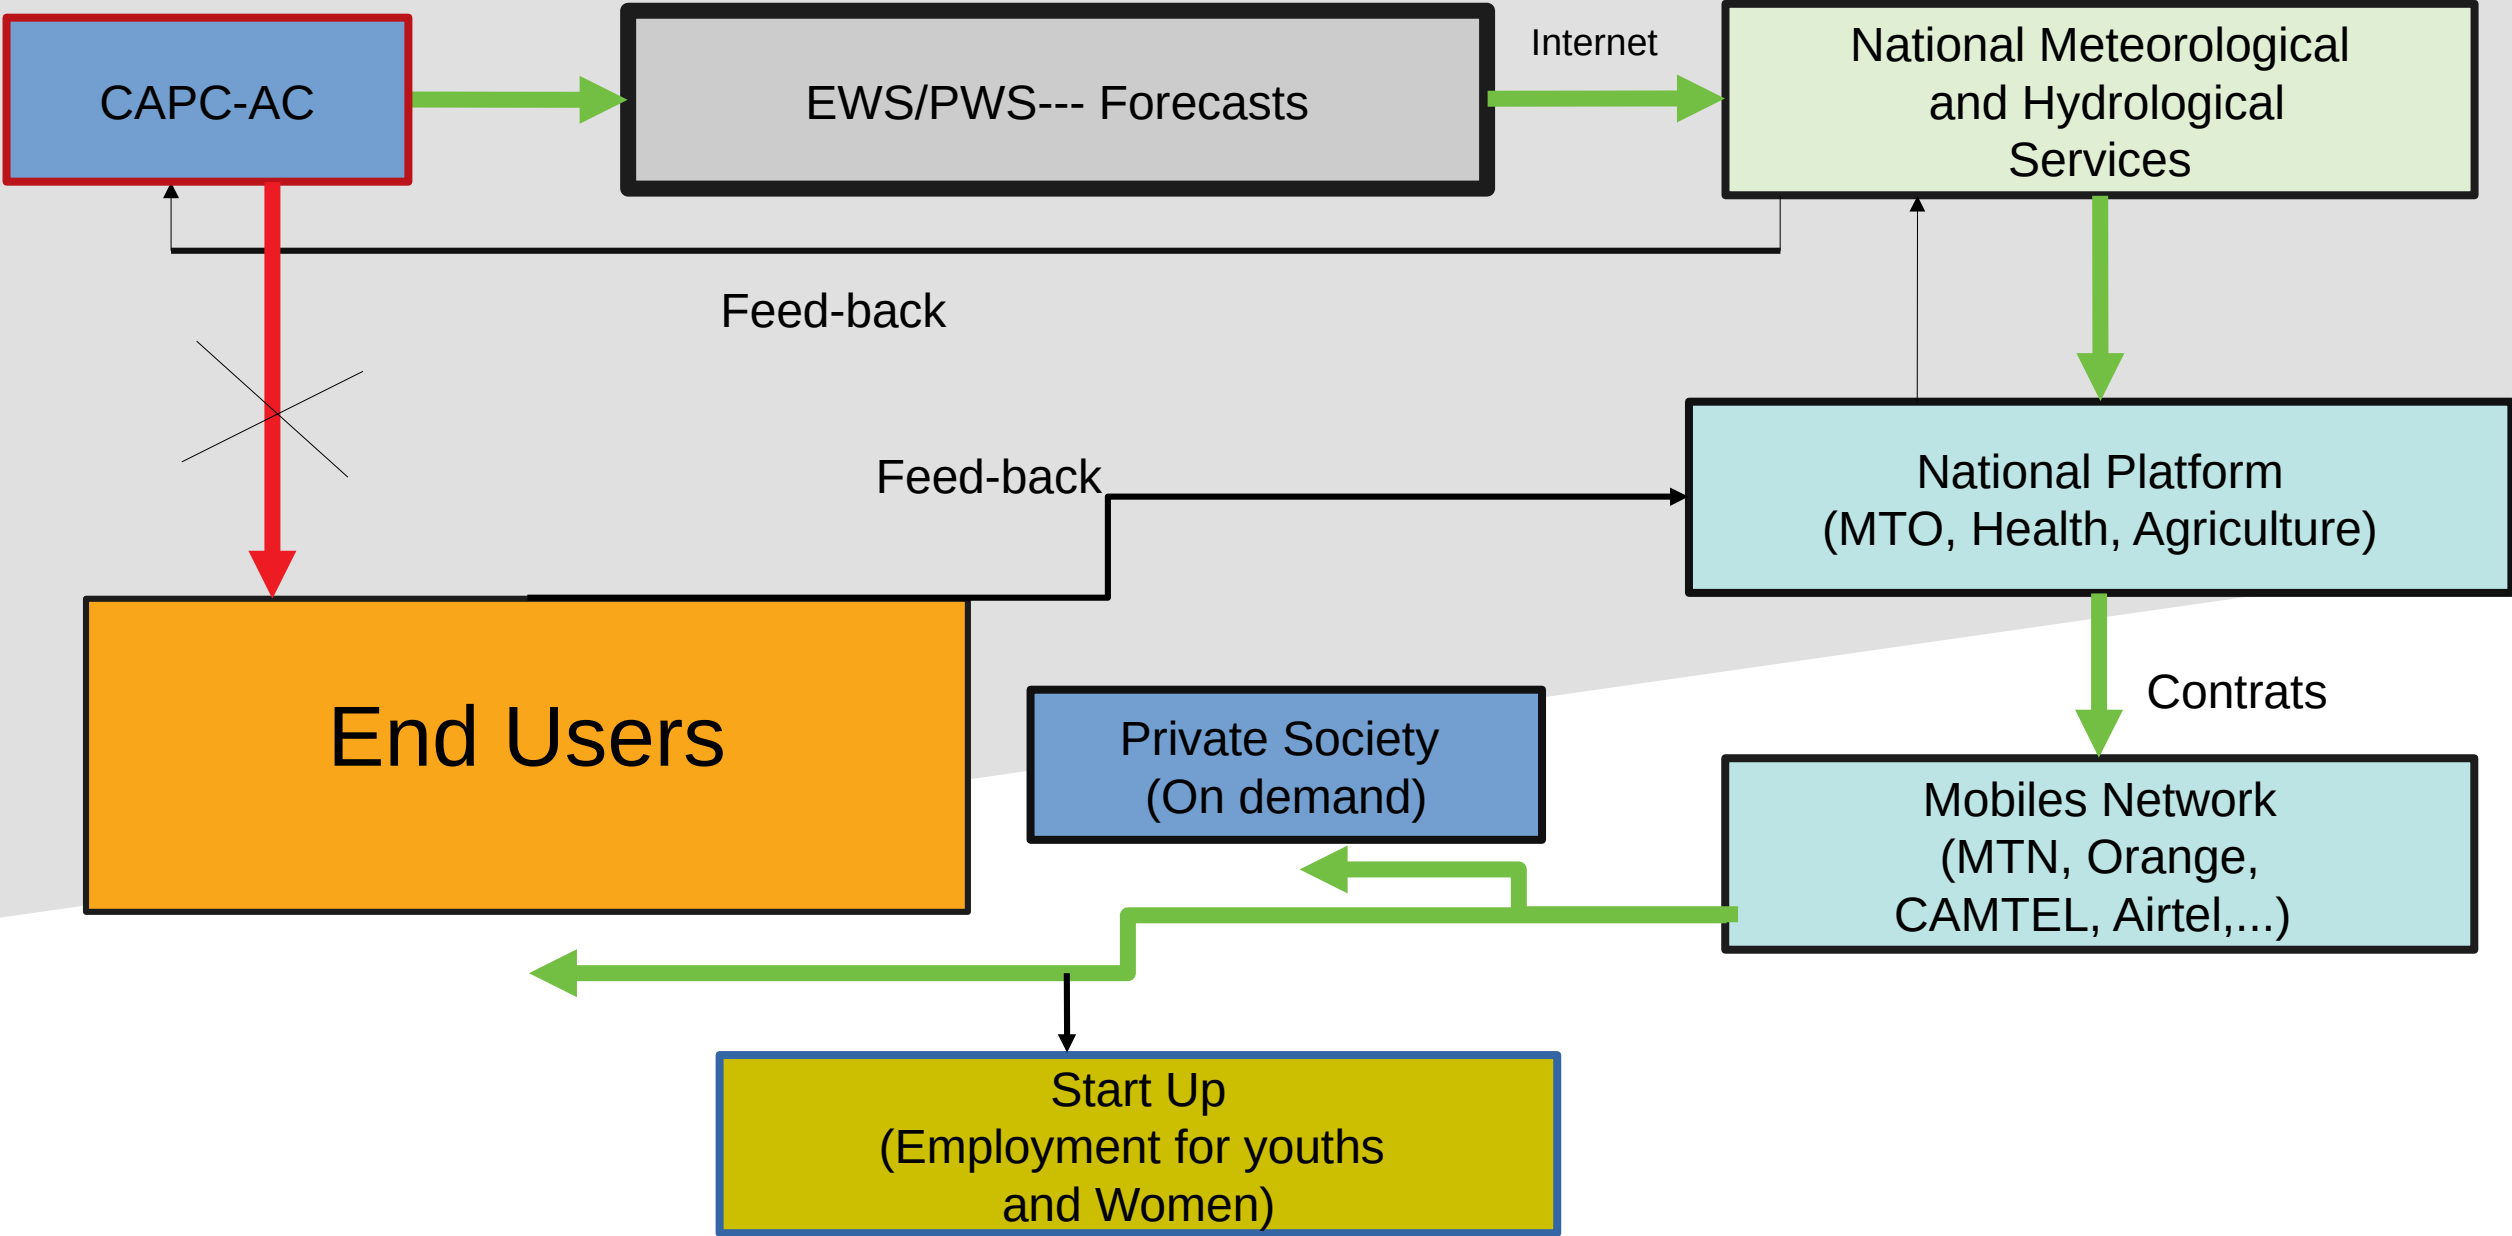 CAPC-AC
EWS/PWS--- Forecasts
Internet
National Meteorological
and Hydrological
Services
Feed-back
Feed-back
National Platform
(MTO, Health, Agriculture)
End Users
Private Society
(On demand)
Contrats
Mobiles Network
(MTN, Orange,
CAMTEL, Airtel,...)
Start Up
(Employment for youths
and Women)